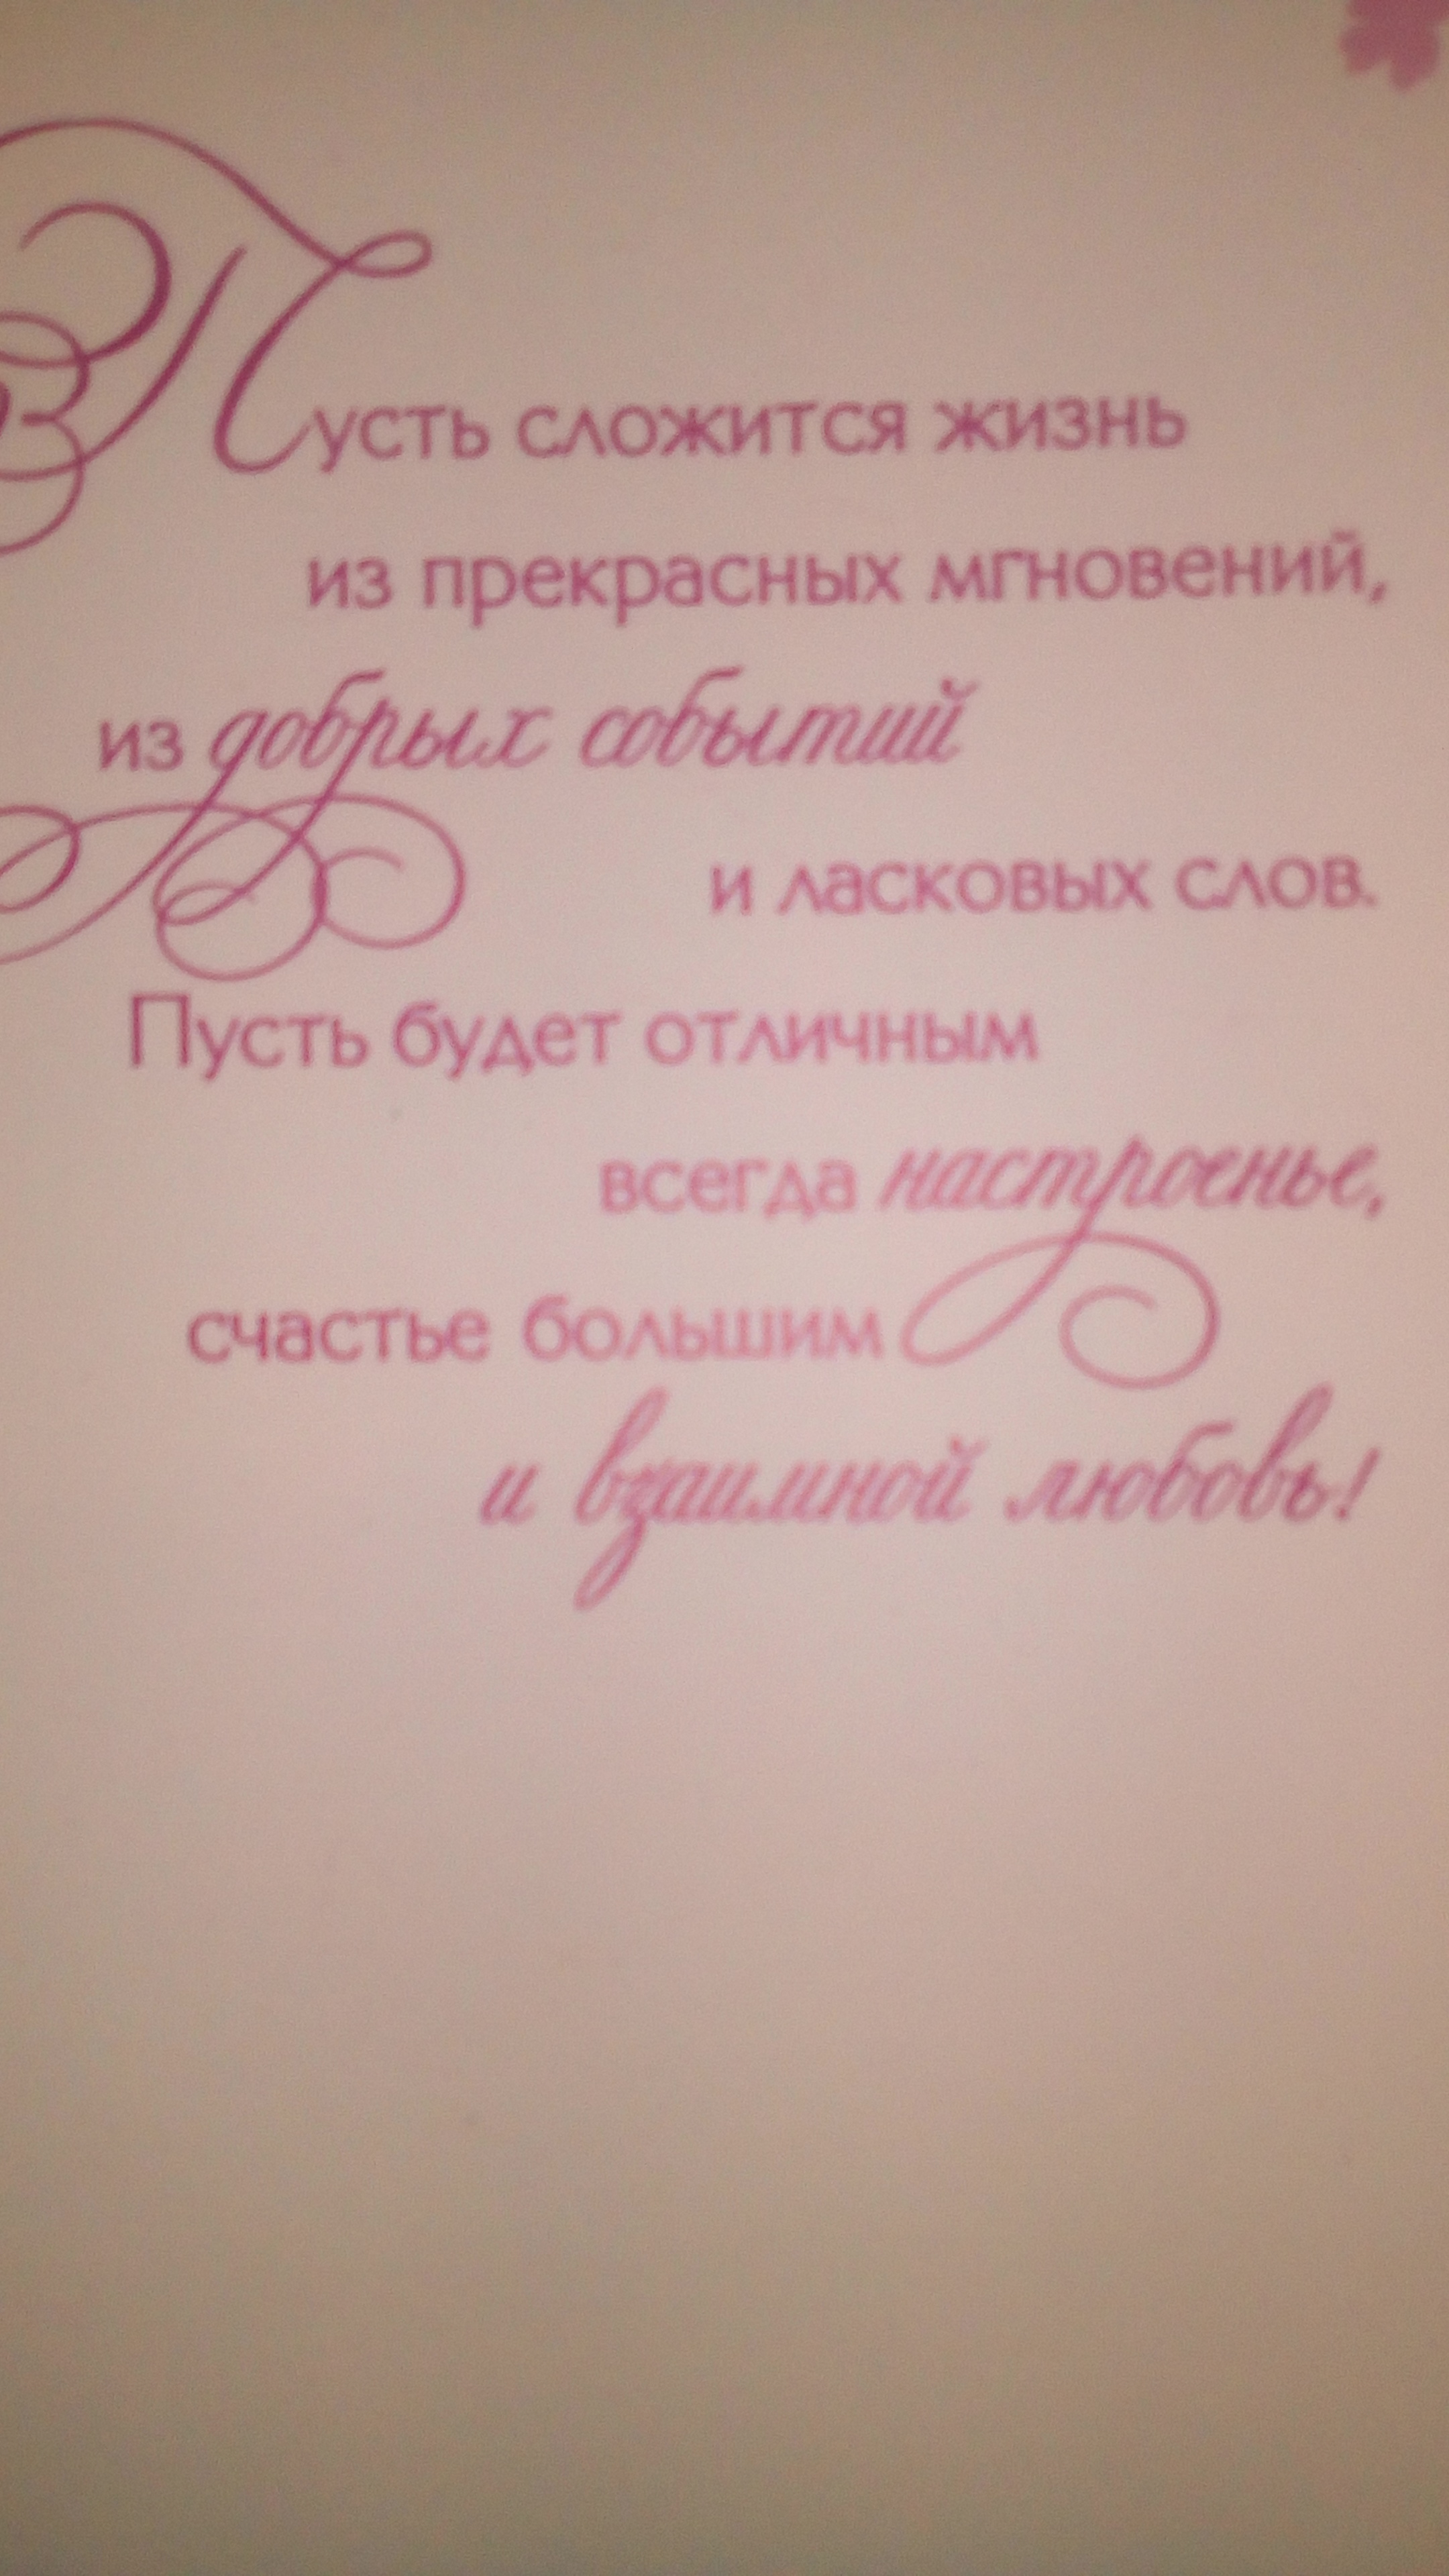 Пусть сложится жизнь
из прекрасных мгновений,
из добрых событий
и ласковых слов.
Пусть будет отличным
всегда настроенье,
счастье большим
и взаимной любовь!